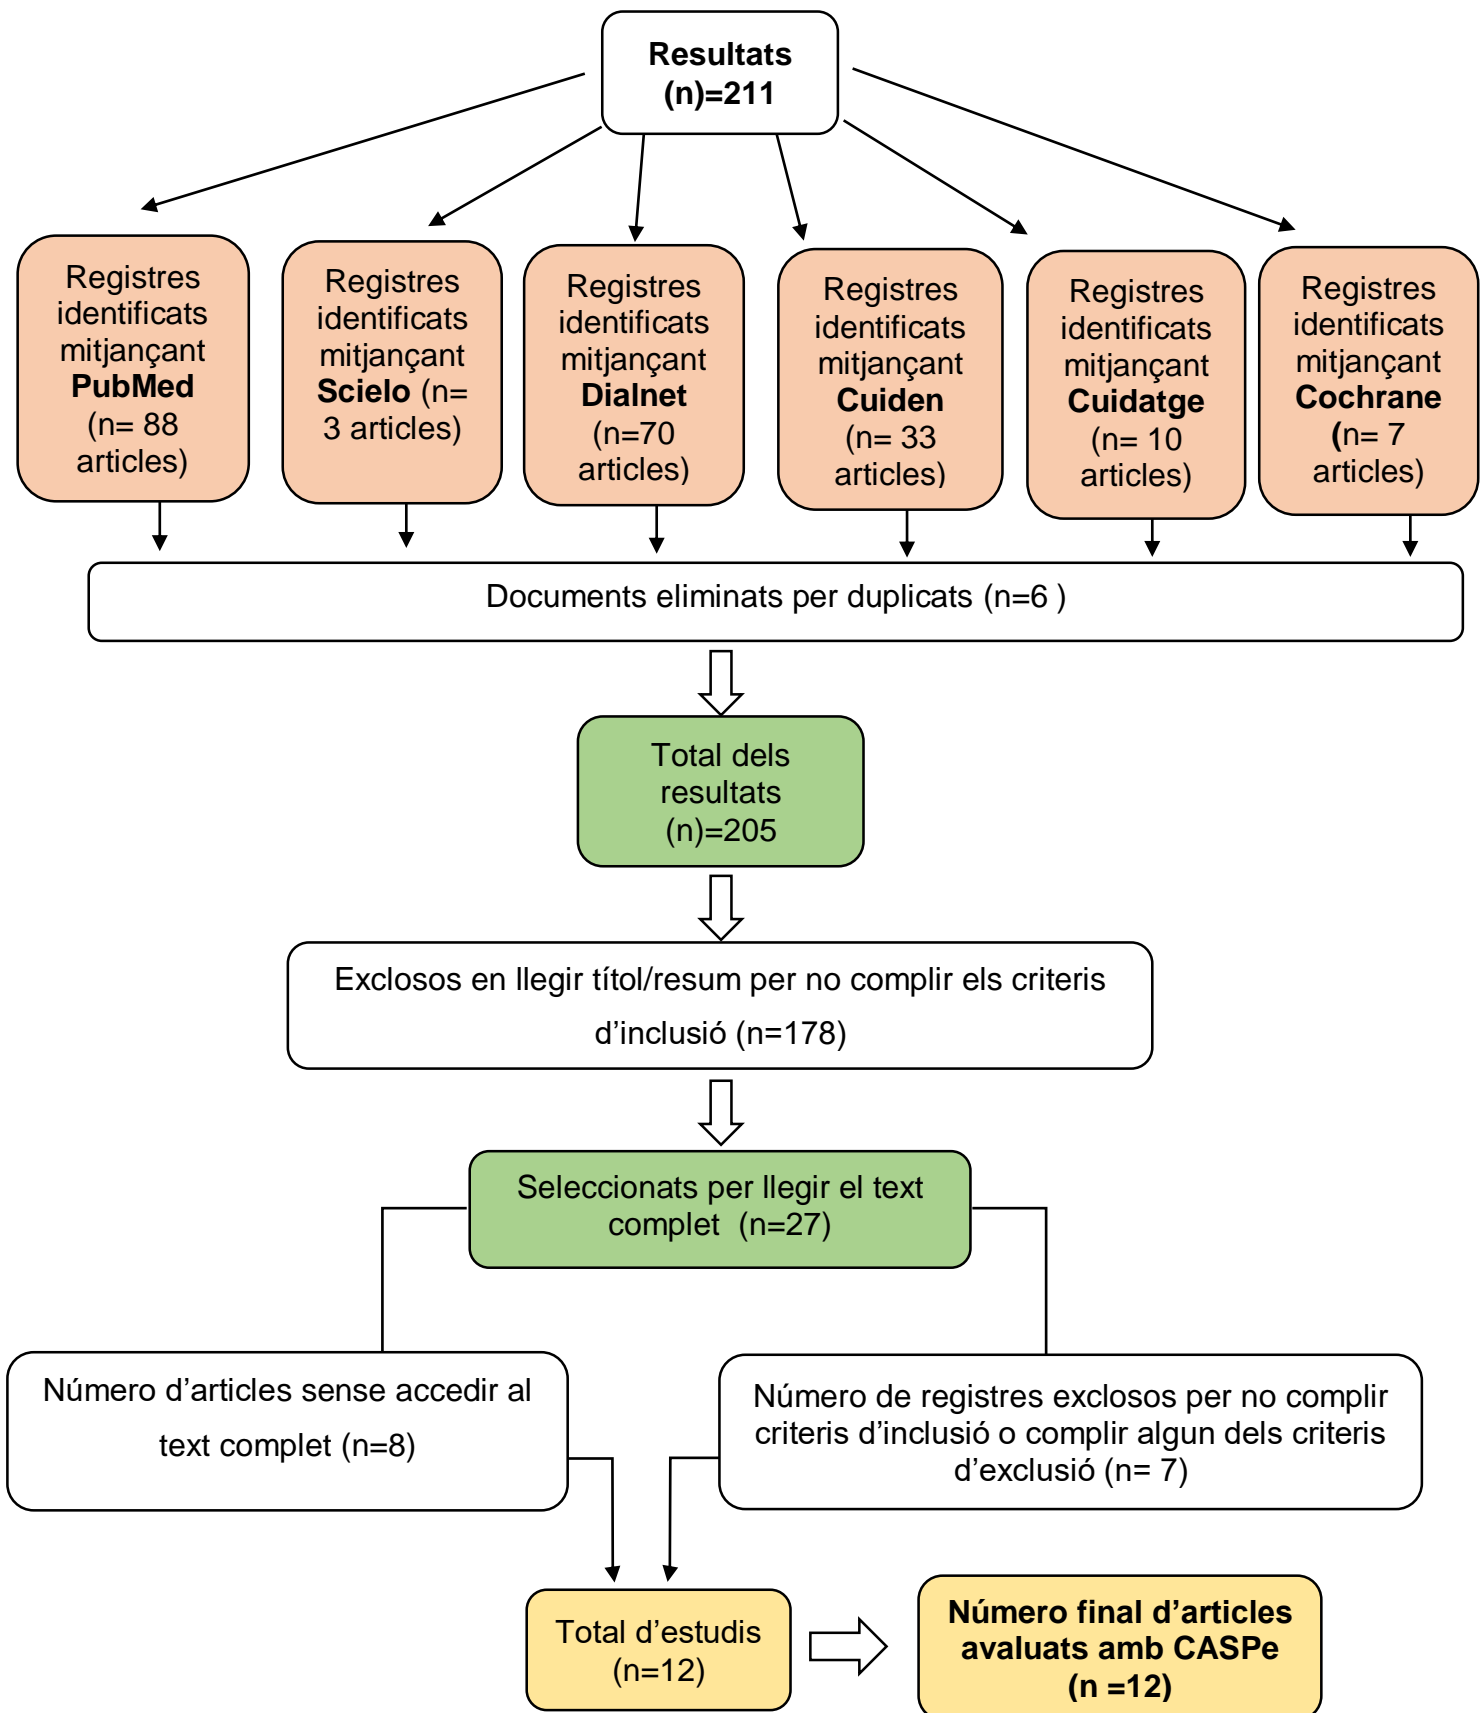 Resultats
(n)=211
Registres
identificats
mitjançant
PubMed
(n= 88
articles)
Registres
identificats
mitjançant
Scielo (n=
3 articles)
Registres
identificats
mitjançant
Dialnet
(n=70
articles)
Registres
identificats
mitjançant
Cuiden
(n= 33
articles)
Registres
identificats
mitjançant
Cuidatge
(n= 10
articles)
Registres
identificats
mitjançant
Cochrane
(n= 7
articles)
Documents eliminats per duplicats (n=6 )
Total dels
resultats
(n)=205
Exclosos en llegir títol/resum per no complir els criteris
d’inclusió (n=178)
Seleccionats per llegir el text
complet  (n=27)
Número d’articles sense accedir al
text complet (n=8)
Número de registres exclosos per no complir
criteris d’inclusió o complir algun dels criteris
d’exclusió (n= 7)
Total d’estudis
(n=12)
Número final d’articles
avaluats amb CASPe
(n =12)